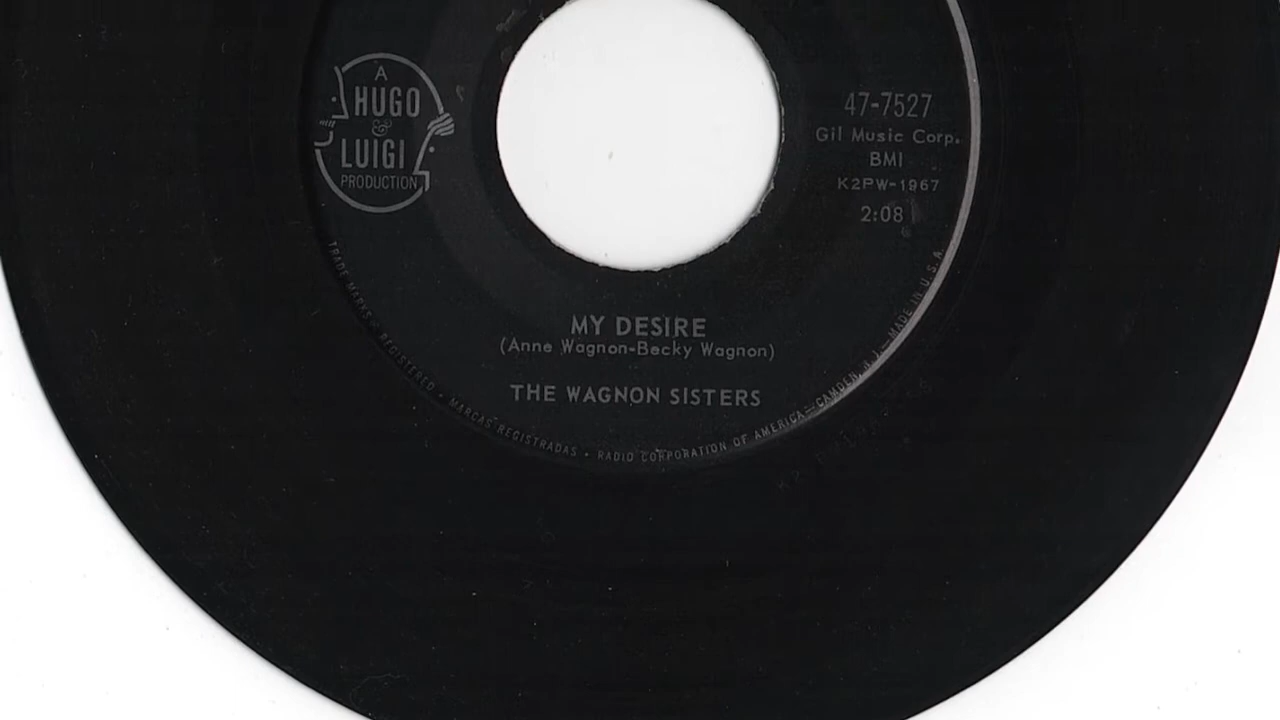 A
HUGO
&
LUIGI
PRODUCTION
47-7527
Gil Music Corp.
BMI
K2PW-1967
2:08
MY DESIRE
(Anne Wagnon-Becky Wagnon)
THE WAGNON SISTERS
TRADE MARKS • REGISTERED • MARCAS REGISTRADAS • RADIO CORPORATION OF AMERICA—CAMDEN, N.J.—MADE IN U.S.A